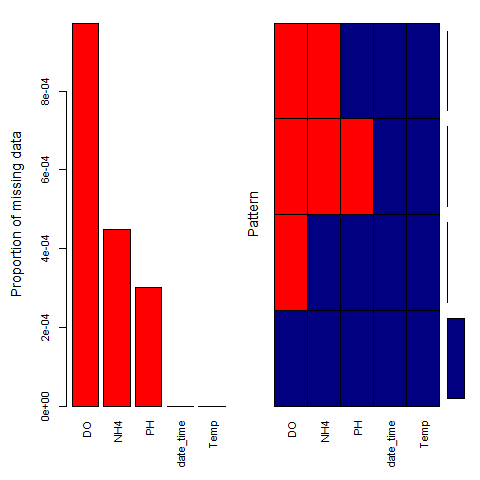 Proportion of missing data
8e-04
6e-04
4e-04
2e-04
0e+00
DO
NH4
PH
date_time
Temp
Pattern
DO
NH4
PH
date_time
Temp